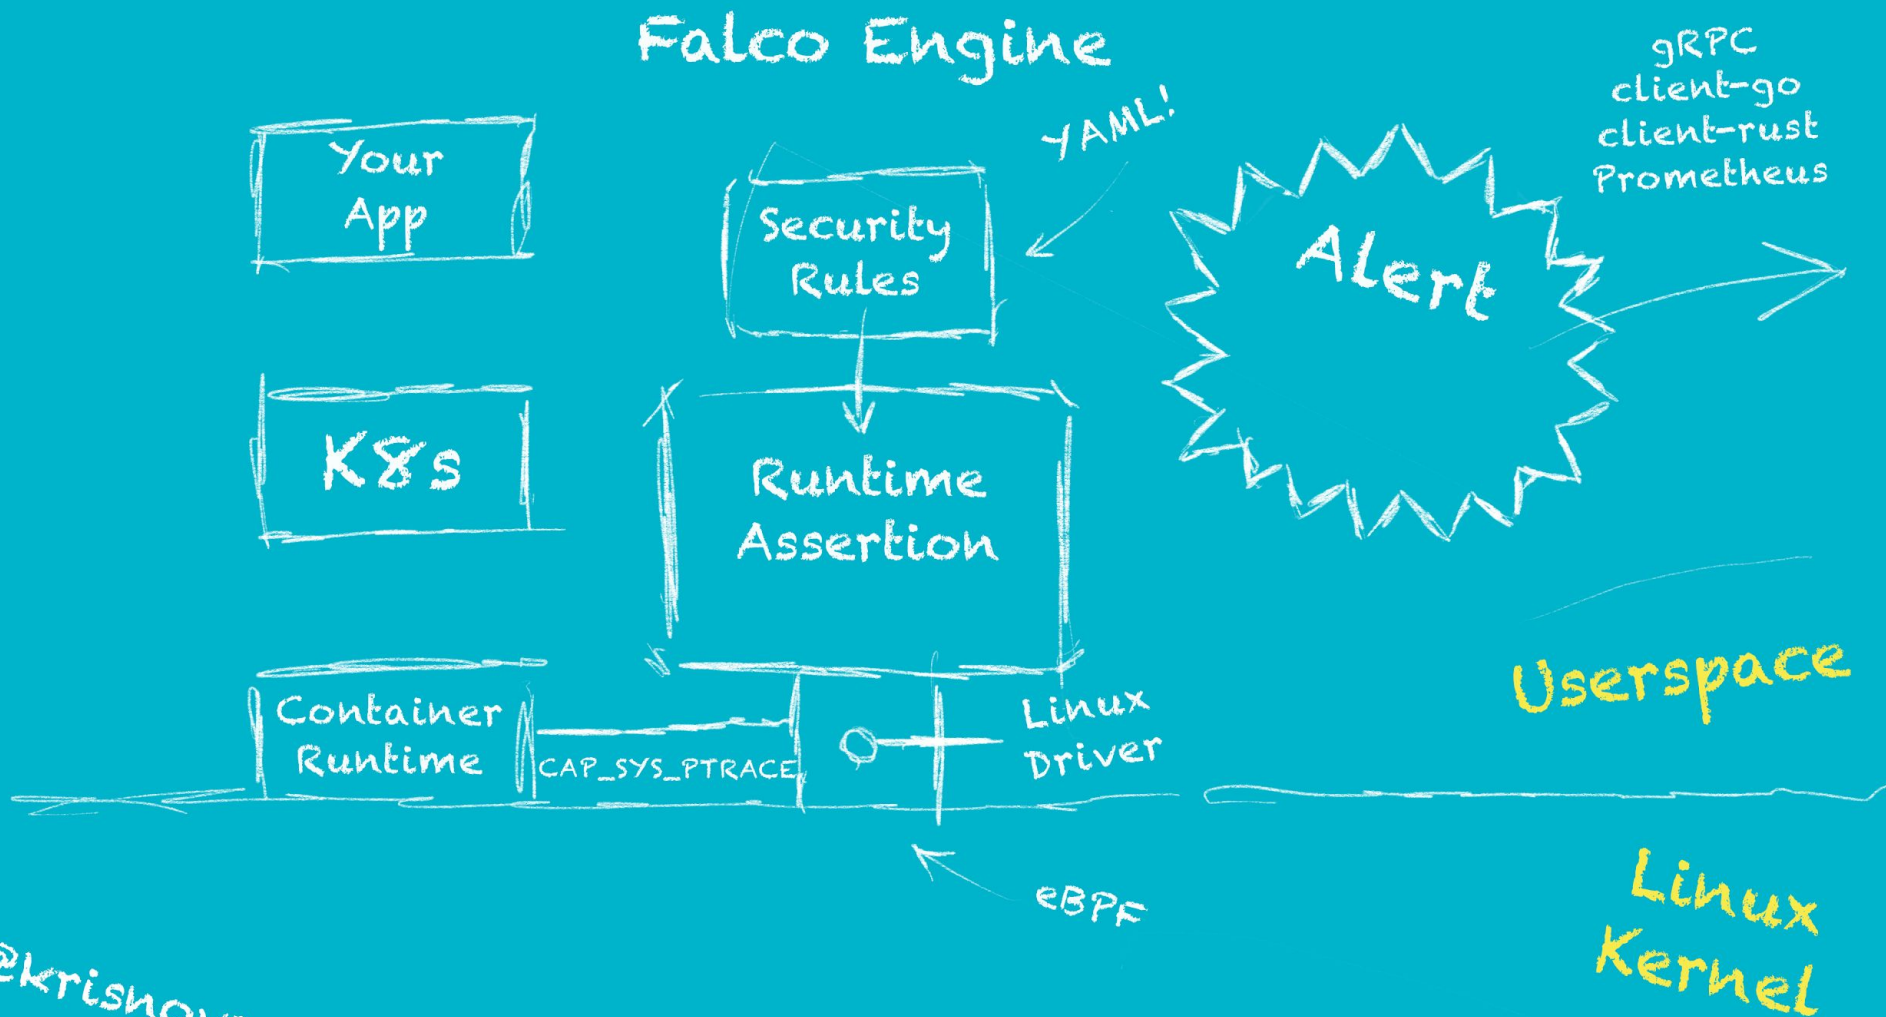 Falco Engine
gRPC
client-go
client-rust
Prometheus
YAML!
Your
App
Security
Rules
Alert
K8s
Runtime
Assertion
Userspace
Container
Runtime
CAP_SYS_PTRACE
Linux
Driver
eBPF
Linux
Kernel